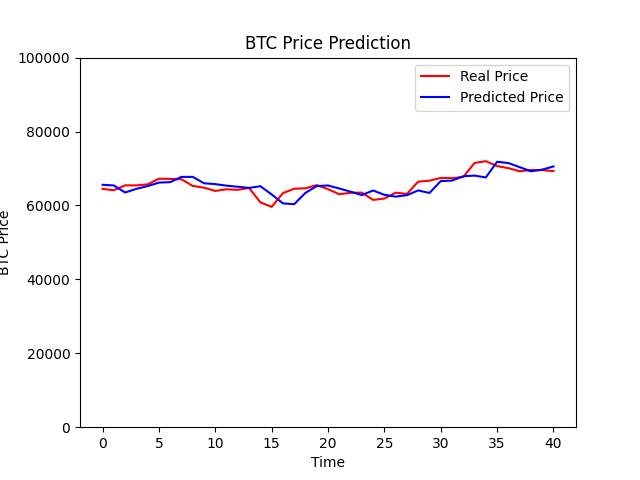 BTC Price Prediction
100000
80000
60000
40000
20000
0
BTC Price
Real Price
Predicted Price
0 5 10 15 20 25 30 35 40
Time